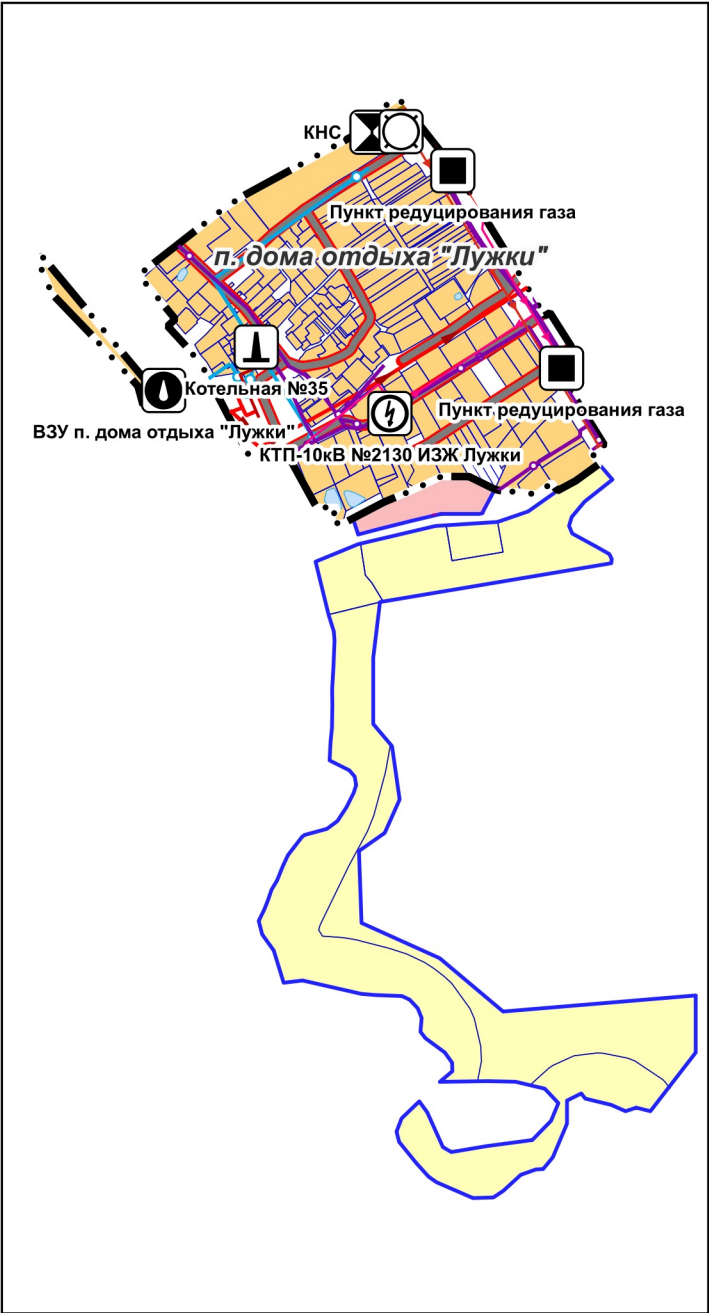 КНС
Пункт редуцирования газа
п. дома отдыха "Лужки"
Котельная №35
Пункт редуцирования газа
ВЗУ п. дома отдыха "Лужки"
КТП-10кВ №2130 ИЗЖ Лужки